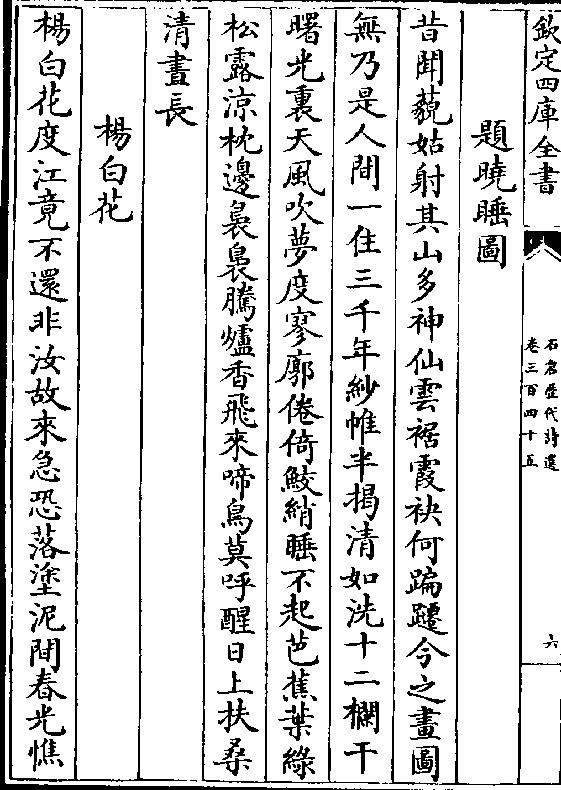 欽定四庫全書
石倉歷代詩選
卷三百四十五
六
題曉睡圖
昔聞藐姑射其山多神仙雲裾霞袂何蹁躚今之畫圖
無乃是人間一住三千年紗帷半揭清如洗十二欄干
曙光裏天風吹夢度寥廓倦倚鮫綃睡不起芭蕉葉綠
松露涼枕邊裊裊騰爐香飛來啼鳥莫呼醒日上扶桑
清晝長
楊白花
楊白花度江竟不還非汝故來急恐落塗泥間春光憔